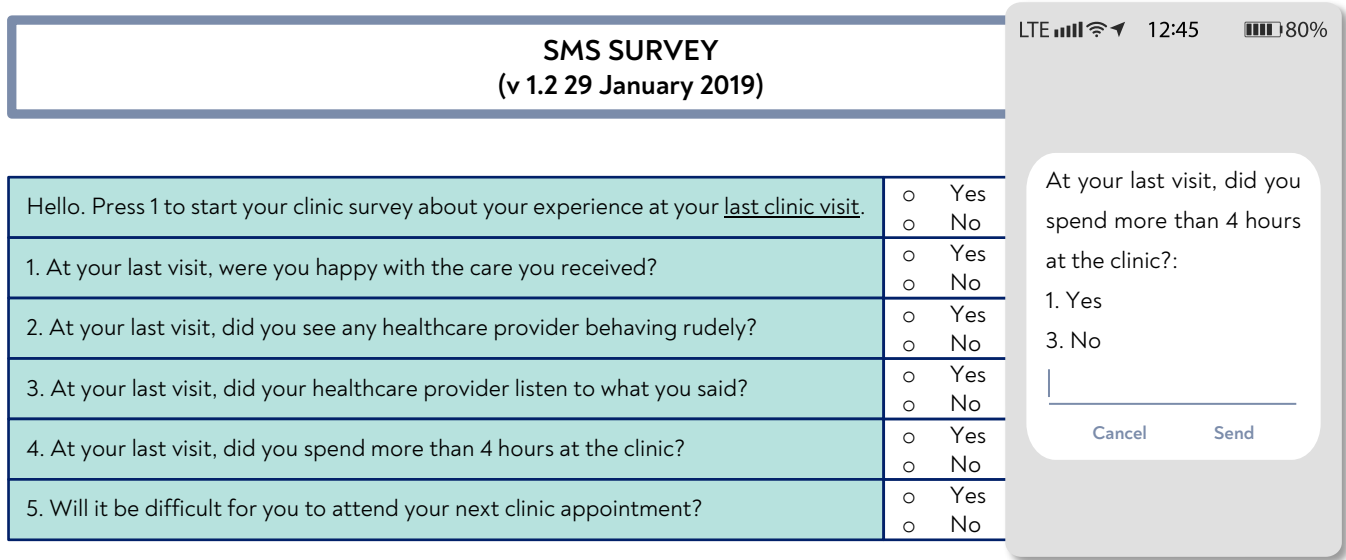 SMS SURVEY
(v 1.2 29 January 2019)
Hello. Press 1 to start your clinic survey about your experience at your last clinic visit.
o Yes
o No
1. At your last visit, were you happy with the care you received?
o Yes
o No
2. At your last visit, did you see any healthcare provider behaving rudely?
o Yes
o No
3. At your last visit, did your healthcare provider listen to what you said?
o Yes
o No
4. At your last visit, did you spend more than 4 hours at the clinic?
o Yes
o No
5. Will it be difficult for you to attend your next clinic appointment?
o Yes
o No
LTE 12:45 80%
At your last visit, did you
spend more than 4 hours
at the clinic?:
1. Yes
3. No
Cancel Send